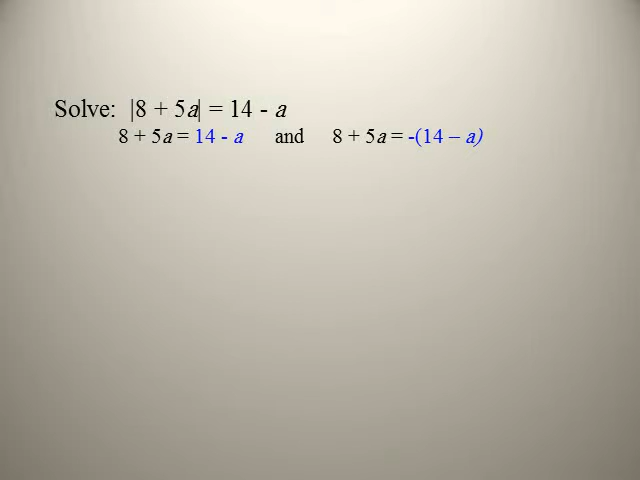 Solve: |8 + 5a| = 14 - a
8 + 5a = 14 - a and 8 + 5a = -(14 – a)